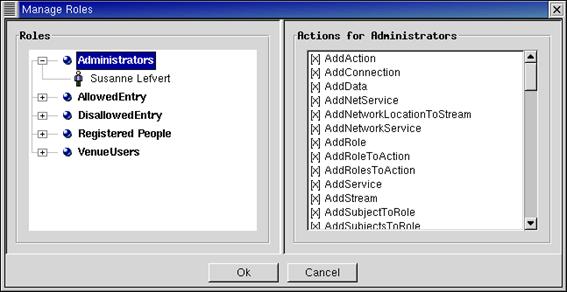 Manage Roles
Roles
Administrators
Susanne Lefvert
AllowedEntry
DisallowedEntry
Registered People
VenueUsers
Actions for Administrators
[x] AddAction
[x] AddConnection
[x] AddData
[x] AddNetService
[x] AddNetworkLocationToStream
[x] AddNetworkService
[x] AddRole
[x] AddRoleToAction
[x] AddRolesToAction
[x] AddService
[x] AddStream
[x] AddSubjectToRole
[x] AddSubjectsToRole
Ok
Cancel